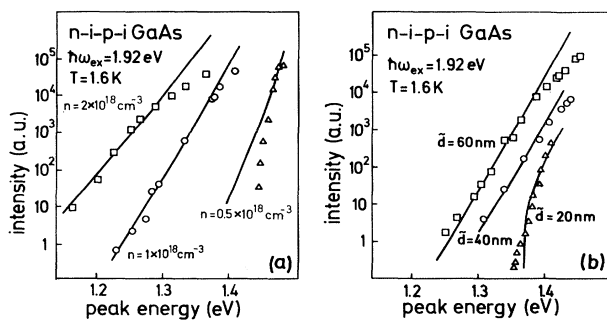 n-i-p-i GaAs
ħω_ex = 1.92 eV
T = 1.6 K
n = 2×10^18 cm^-3
n = 1×10^18 cm^-3
n = 0.5×10^18 cm^-3
(a)
intensity (a.u.)
10^5
10^4
10^3
10^2
10
1
1.2 1.3 1.4 1.5
peak energy (eV)
n-i-p-i GaAs
ħω_ex = 1.92 eV
T = 1.6 K
d̃ = 60 nm
d̃ = 40 nm
d̃ = 20 nm
(b)
intensity (a.u.)
10^5
10^4
10^3
10^2
10
1
1.2 1.3 1.4 1.5
peak energy (eV)